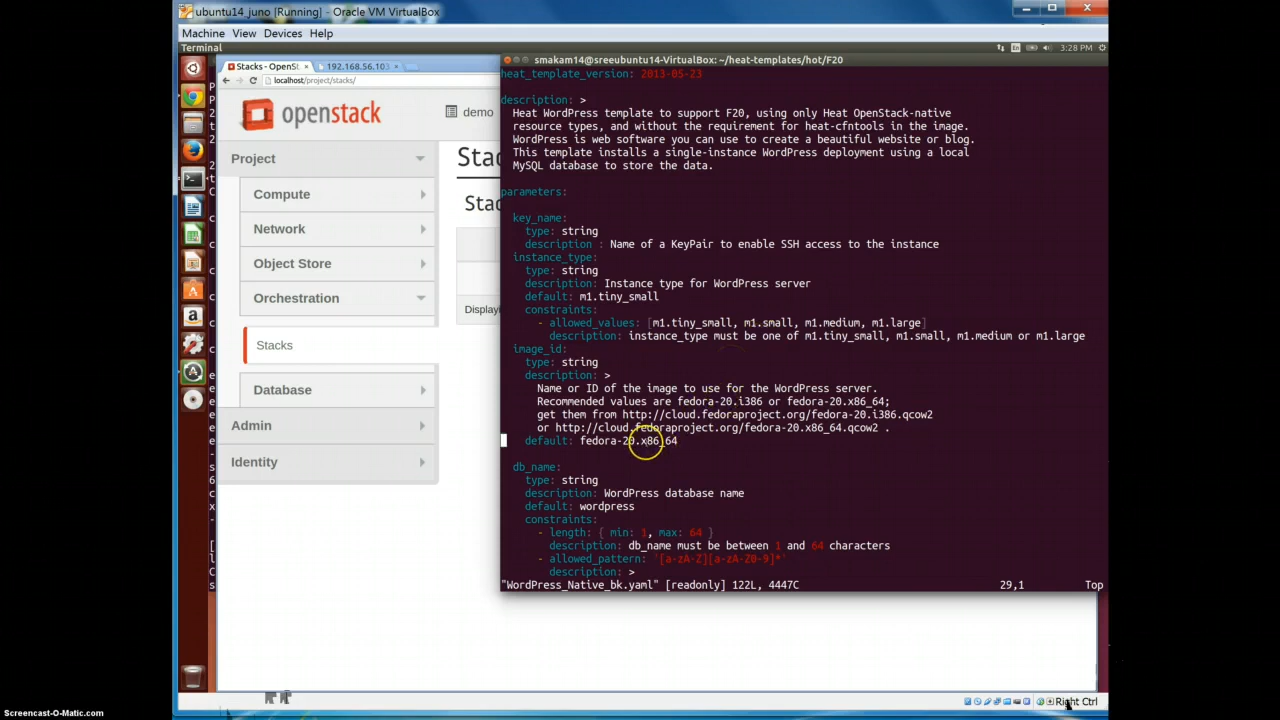 ubuntu14_juno [Running] - Oracle VM VirtualBox
Machine View Devices Help
Terminal
En
3:28 PM
Stacks - OpenSt
192.168.56.103
localhost/project/stacks/
openstack
demo
Project
Compute
Network
Object Store
Orchestration
Stacks
Database
Admin
Identity
Stac
Stac
Displayi
smakam14@sreeubuntu14-VirtualBox: ~/heat-templates/hot/F20
heat_template_version: 2013-05-23
description: >
Heat WordPress template to support F20, using only Heat OpenStack-native
resource types, and without the requirement for heat-cfntools in the image.
WordPress is web software you can use to create a beautiful website or blog.
This template installs a single-instance WordPress deployment using a local
MySQL database to store the data.
parameters:
key_name:
type: string
description : Name of a KeyPair to enable SSH access to the instance
instance_type:
type: string
description: Instance type for WordPress server
default: m1.tiny_small
constraints:
- allowed_values: [m1.tiny_small, m1.small, m1.medium, m1.large]
description: instance_type must be one of m1.tiny_small, m1.small, m1.medium or m1.large
image_id:
type: string
description: >
Name or ID of the image to use for the WordPress server.
Recommended values are fedora-20.i386 or fedora-20.x86_64;
get them from http://cloud.fedoraproject.org/fedora-20.i386.qcow2
or http://cloud.fedoraproject.org/fedora-20.x86_64.qcow2 .
default: fedora-20.x86_64
db_name:
type: string
description: WordPress database name
default: wordpress
constraints:
- length: { min: 1, max: 64 }
description: db_name must be between 1 and 64 characters
- allowed_pattern: '[a-zA-Z][a-zA-Z0-9]*'
description: >
"WordPress_Native_bk.yaml" [readonly] 122L, 4447C
29,1
Top
Right Ctrl
Screencast-O-Matic.com